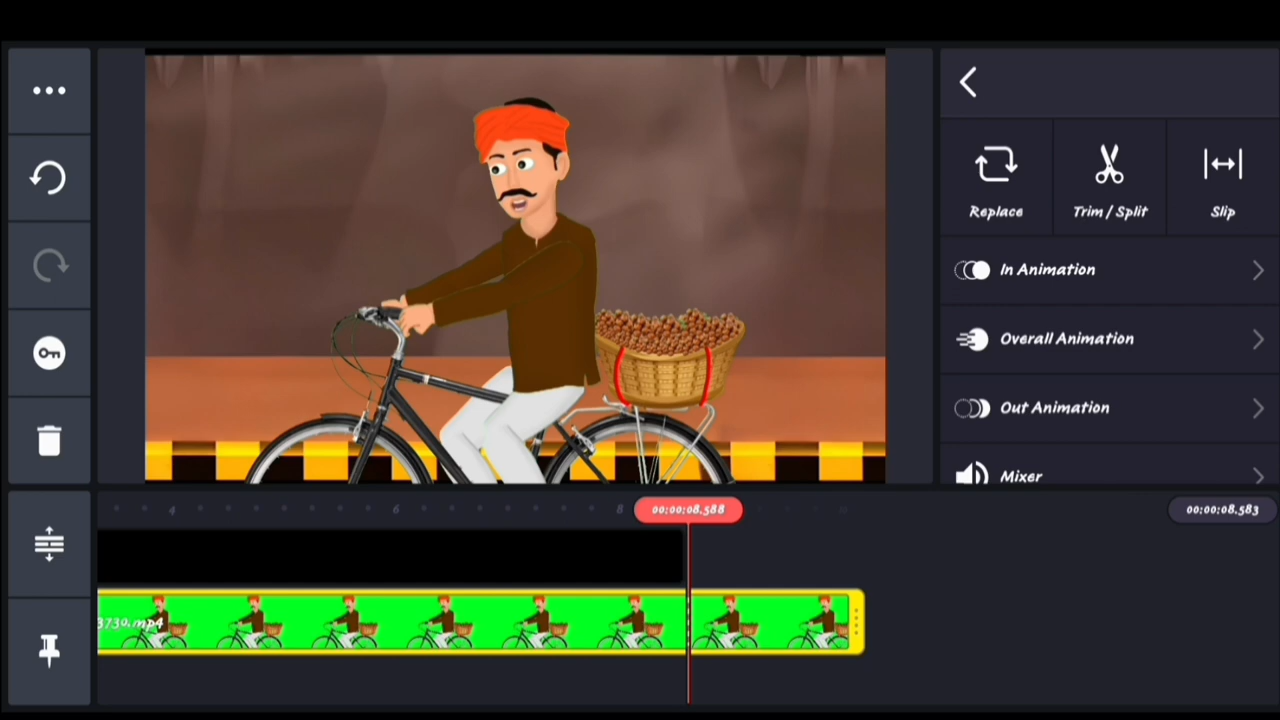 Replace
Trim / Split
Slip
In Animation
Overall Animation
Out Animation
Mixer
4
6
8
00:00:08.588
00:00:08.583
3730.mp4